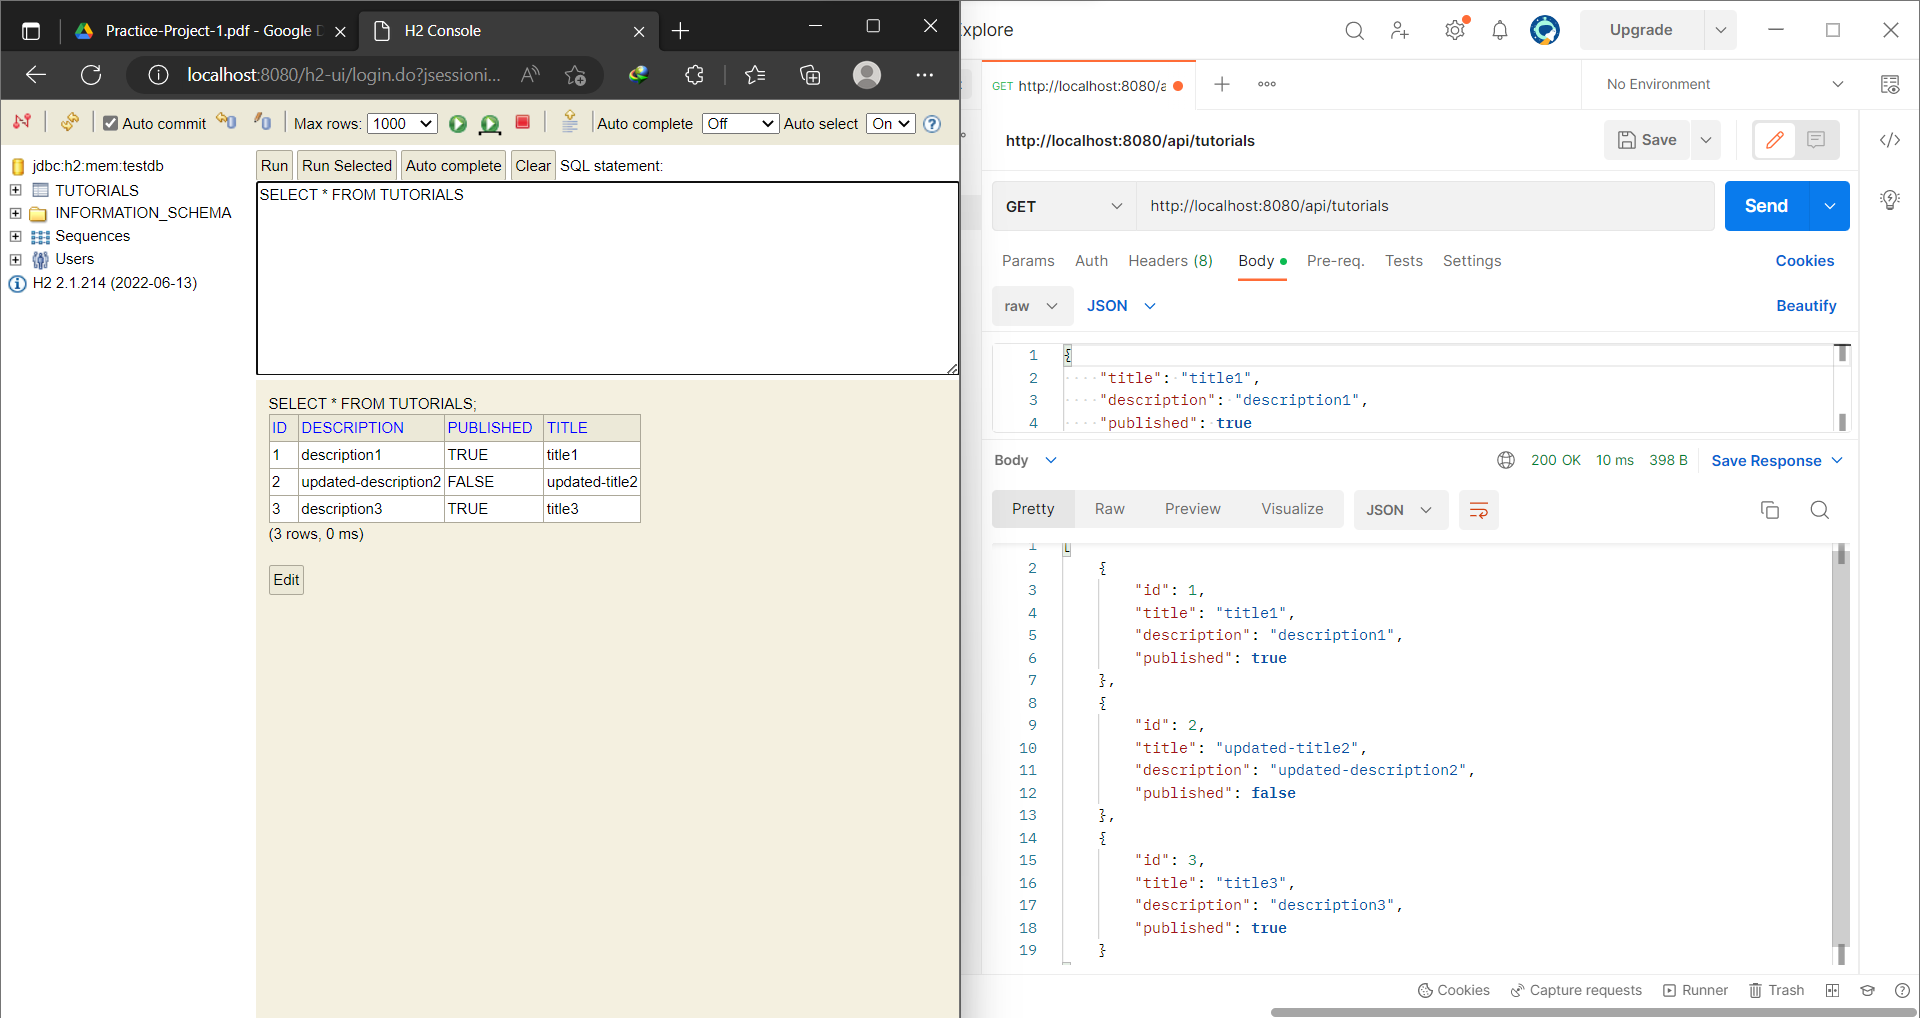 Practice-Project-1.pdf - Google D
H2 Console
localhost:8080/h2-ui/login.do?jsessioni...
Auto commit
Max rows: 1000
Auto complete Off
Auto select On
jdbc:h2:mem:testdb
TUTORIALS
INFORMATION_SCHEMA
Sequences
Users
H2 2.1.214 (2022-06-13)
Run Run Selected Auto complete Clear SQL statement:
SELECT * FROM TUTORIALS
SELECT * FROM TUTORIALS;
ID DESCRIPTION PUBLISHED TITLE
1 description1 TRUE title1
2 updated-description2 FALSE updated-title2
3 description3 TRUE title3
(3 rows, 0 ms)
Edit
Explore
Upgrade
GET http://localhost:8080/a
No Environment
http://localhost:8080/api/tutorials
Save
GET http://localhost:8080/api/tutorials
Send
Params Auth Headers (8) Body Pre-req. Tests Settings
Cookies
raw JSON
Beautify
1 {
2 "title": "title1",
3 "description": "description1",
4 "published": true
Body
200 OK 10 ms 398 B Save Response
Pretty Raw Preview Visualize JSON
1 [
2 {
3 "id": 1,
4 "title": "title1",
5 "description": "description1",
6 "published": true
7 },
8 {
9 "id": 2,
10 "title": "updated-title2",
11 "description": "updated-description2",
12 "published": false
13 },
14 {
15 "id": 3,
16 "title": "title3",
17 "description": "description3",
18 "published": true
19 }
Cookies Capture requests Runner Trash